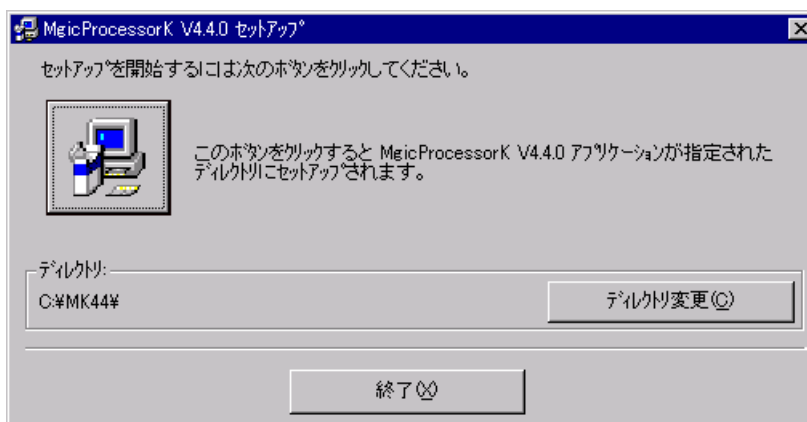 MgicProcessorK V4.4.0 セットアップ
セットアップを開始するには次のボタンをクリックしてください。
このボタンをクリックすると MgicProcessorK V4.4.0 アプリケーションが指定された
ディレクトリにセットアップされます。
ディレクトリ:
C:¥MK44¥
ディレクトリ変更(C)
終了(X)